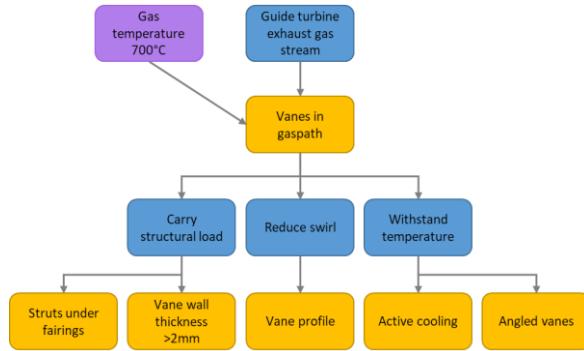 Gas
temperature
700°C
Guide turbine
exhaust gas
stream
Vanes in
gaspath
Carry
structural load
Reduce swirl
Withstand
temperature
Struts under
fairings
Vane wall
thickness
>2mm
Vane profile
Active cooling
Angled vanes